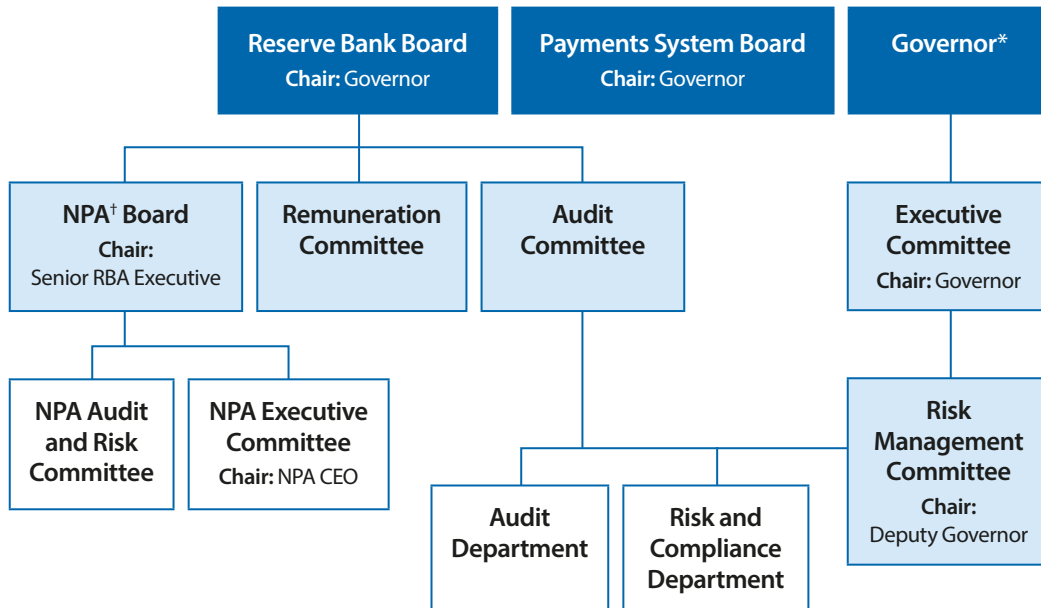 Reserve Bank Board
Chair: Governor
Payments System Board
Chair: Governor
Governor*
NPA† Board
Chair:
Senior RBA Executive
Remuneration
Committee
Audit
Committee
Executive
Committee
Chair: Governor
NPA Audit
and Risk
Committee
NPA Executive
Committee
Chair: NPA CEO
Risk
Management
Committee
Chair:
Deputy Governor
Audit
Department
Risk and
Compliance
Department